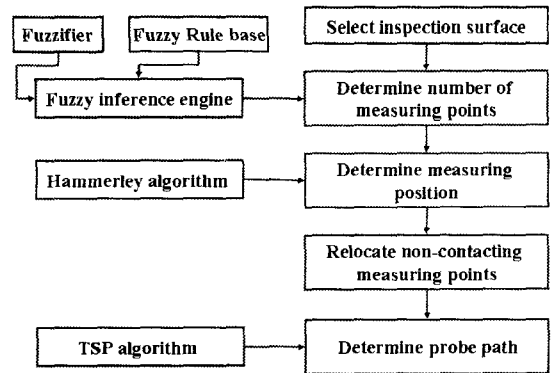 Fuzzifier
Fuzzy Rule base
Select inspection surface
Fuzzy inference engine
Determine number of
measuring points
Hammerley algorithm
Determine measuring
position
Relocate non-contacting
measuring points
TSP algorithm
Determine probe path